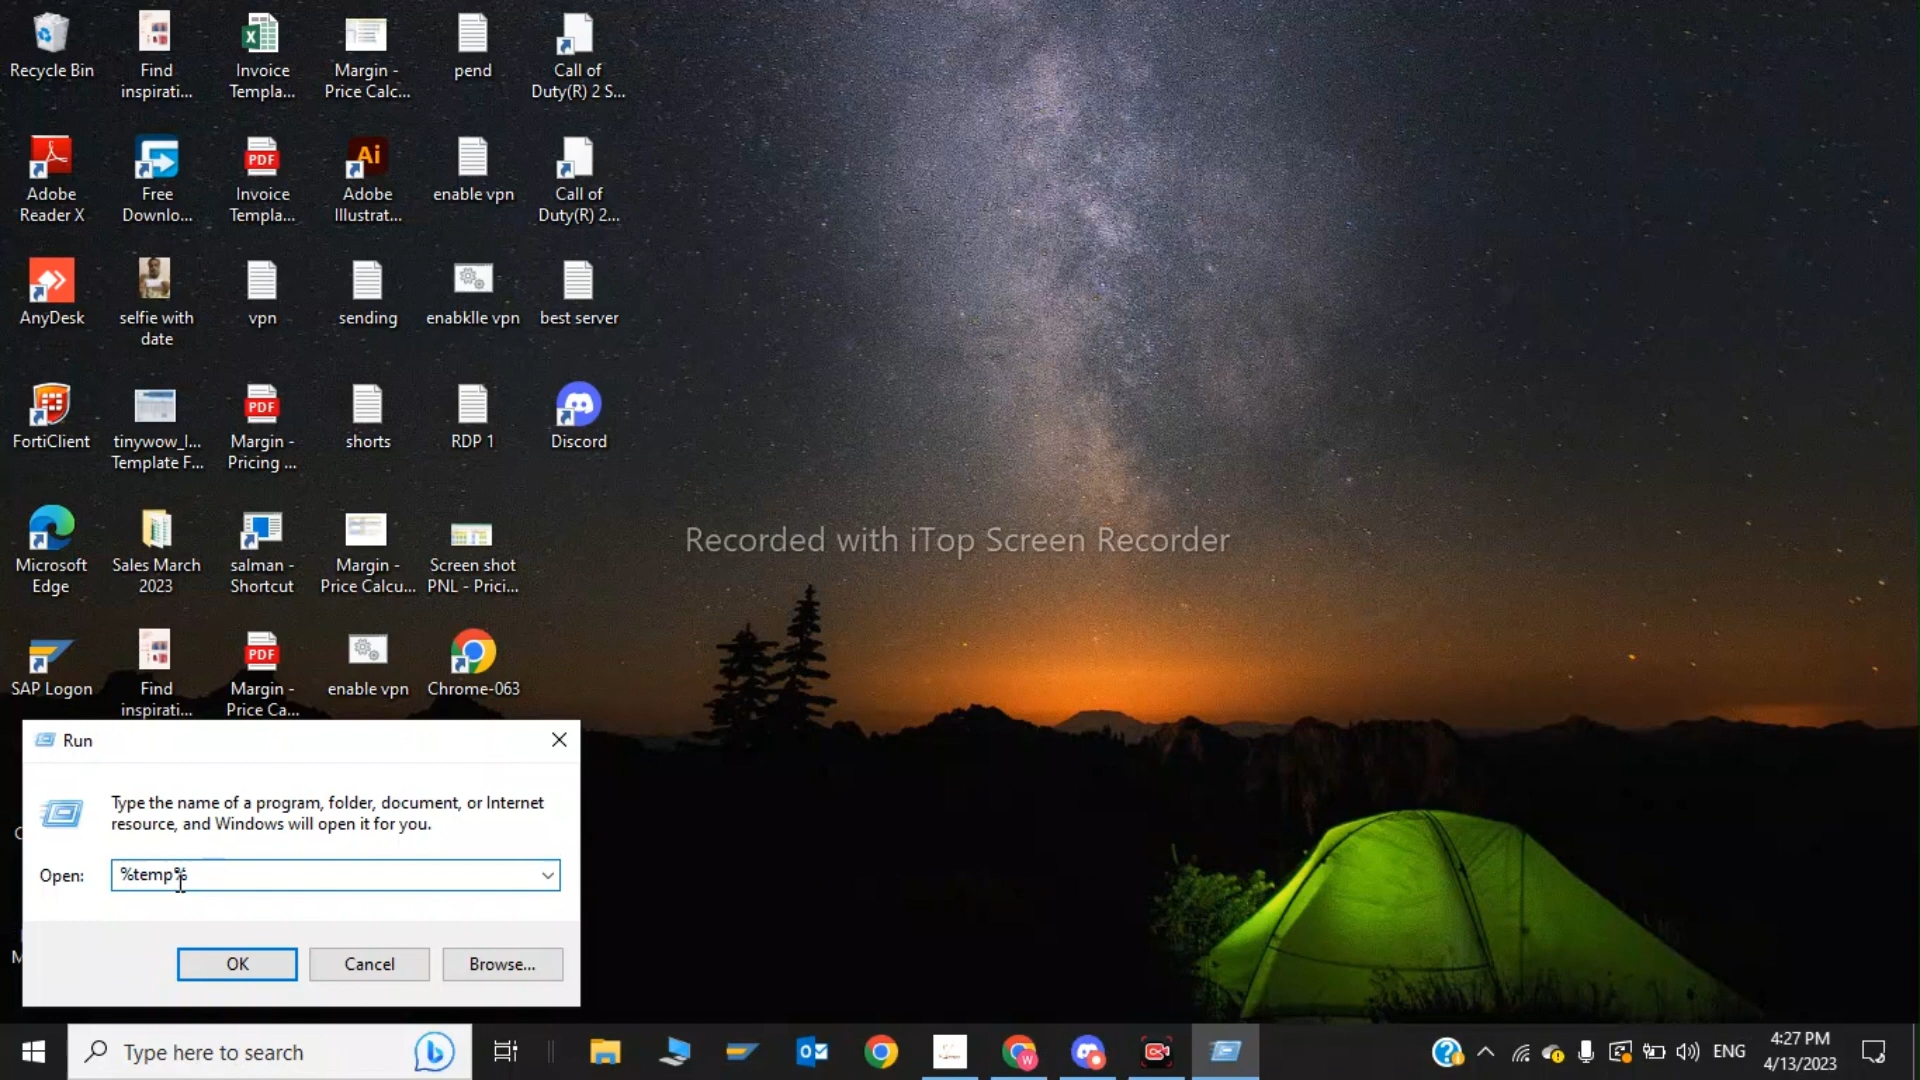 Recycle Bin
Find
inspirati...
Invoice
Templa...
Margin -
Price Calc...
pend
Call of
Duty(R) 2 S...
Adobe
Reader X
Free
Downlo...
PDF
Invoice
Templa...
Ai
Adobe
Illustrat...
enable vpn
Call of
Duty(R) 2...
AnyDesk
selfie with
date
vpn
sending
enabklle vpn
best server
FortiClient
tinywow_I...
Template F...
PDF
Margin -
Pricing ...
shorts
RDP 1
Discord
Microsoft
Edge
Sales March
2023
salman -
Shortcut
Margin -
Price Calcu...
Screen shot
PNL - Prici...
Recorded with iTop Screen Recorder
SAP Logon
Find
inspirati...
PDF
Margin -
Price Ca...
enable vpn
Chrome-063
Run
Type the name of a program, folder, document, or Internet
resource, and Windows will open it for you.
Open:
%temp%
OK
Cancel
Browse...
Type here to search
ENG
4:27 PM
4/13/2023